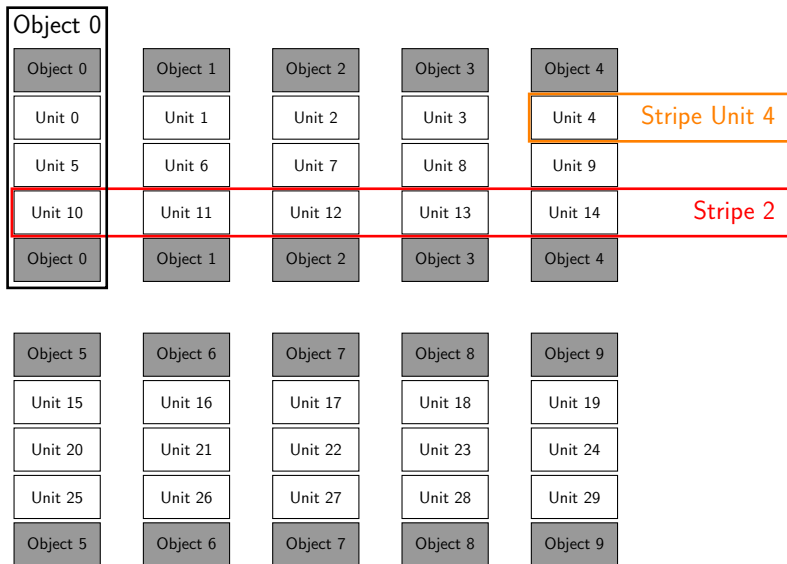 Object 0
Object 0 Object 1 Object 2 Object 3 Object 4
Unit 0 Unit 1 Unit 2 Unit 3 Unit 4 Stripe Unit 4
Unit 5 Unit 6 Unit 7 Unit 8 Unit 9
Unit 10 Unit 11 Unit 12 Unit 13 Unit 14 Stripe 2
Object 0 Object 1 Object 2 Object 3 Object 4
Object 5 Object 6 Object 7 Object 8 Object 9
Unit 15 Unit 16 Unit 17 Unit 18 Unit 19
Unit 20 Unit 21 Unit 22 Unit 23 Unit 24
Unit 25 Unit 26 Unit 27 Unit 28 Unit 29
Object 5 Object 6 Object 7 Object 8 Object 9